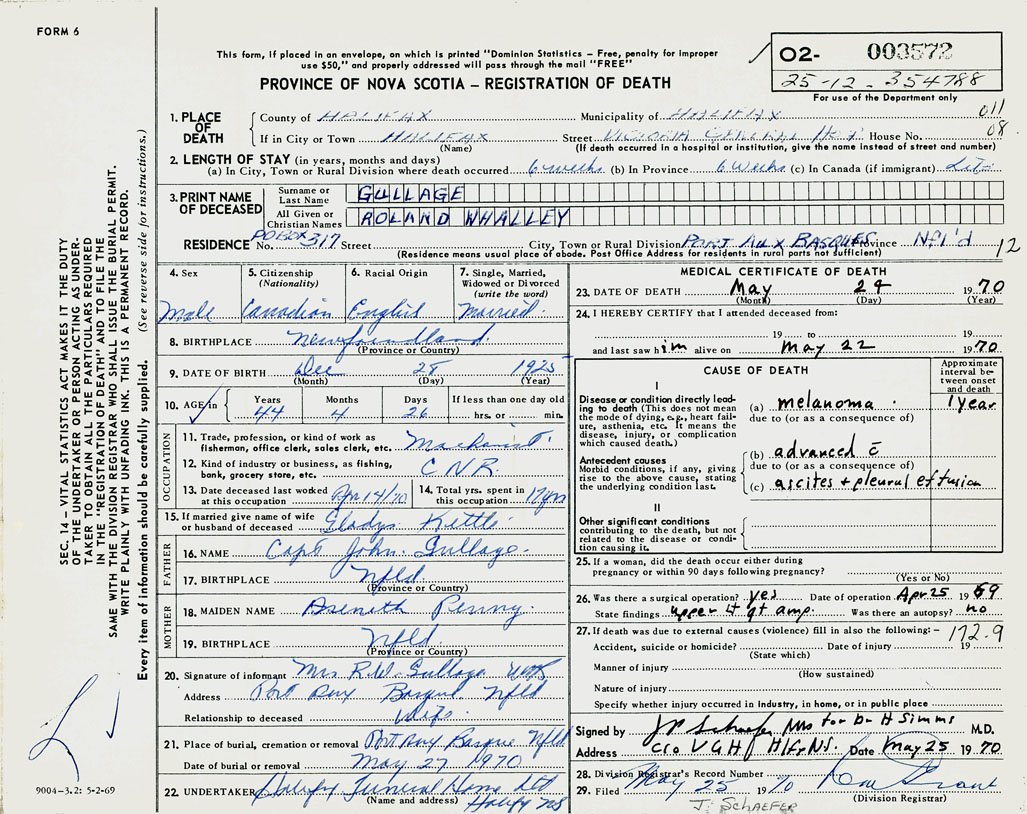 FORM 6
This form, if placed in an envelope, on which is printed "Dominion Statistics – Free, penalty for improper
use $50," and properly addressed will pass through the mail "FREE"
PROVINCE OF NOVA SCOTIA – REGISTRATION OF DEATH
02- 003572
25-12-354788
For use of the Department only
011
08
1. PLACE OF DEATH
County of HALIFAX Municipality of HALIFAX
If in City or Town HALIFAX Street VICTORIA GENERAL House No.
(Name) (If death occurred in a hospital or institution, give the name instead of street and number)
2. LENGTH OF STAY (in years, months and days)
(a) In City, Town or Rural Division where death occurred 6 weeks (b) In Province 6 Weeks (c) In Canada (if immigrant) Life
3. PRINT NAME OF DECEASED
Surname or Last Name GULLAGE
All Given or Christian Names ROLAND WHALLEY
RESIDENCE No. PO BOX 317 Street City, Town or Rural Division PORT AUX BASQUES Province Nfl'd
12
(Residence means usual place of abode. Post Office Address for residents in rural parts not sufficient)
4. Sex Male
5. Citizenship (Nationality) Canadian
6. Racial Origin English
7. Single, Married, Widowed or Divorced (write the word) Married
8. BIRTHPLACE Newfoundland
(Province or Country)
9. DATE OF BIRTH Dec 28 1925
(Month) (Day) (Year)
10. AGE in Years Months Days If less than one day old
44 4 26 hrs. or min.
OCCUPATION
11. Trade, profession, or kind of work as fisherman, office clerk, sales clerk, etc. Machinist
12. Kind of industry or business, as fishing, bank, grocery store, etc. C.N.R.
13. Date deceased last worked at this occupation Apr 14/70
14. Total yrs. spent in this occupation 17 yrs
15. If married give name of wife or husband of deceased Gladys Kettle
FATHER
16. NAME Capt John Gullage
17. BIRTHPLACE Nfld
(Province or Country)
MOTHER
18. MAIDEN NAME Asenath Penny
19. BIRTHPLACE Nfld
(Province or Country)
20. Signature of informant Mrs R.W. Gullage
Address Port Aux Basque Nfld
Relationship to deceased Wife
21. Place of burial, cremation or removal Port Aux Basque Nfld
Date of burial or removal May 27 1970
22. UNDERTAKER Halifax Funeral Home Ltd
(Name and address) Halifax NS
MEDICAL CERTIFICATE OF DEATH
23. DATE OF DEATH May 24 1970
(Month) (Day) (Year)
24. I HEREBY CERTIFY that I attended deceased from:
19 to 19
and last saw him alive on May 22 1970
CAUSE OF DEATH
Approximate interval between onset and death
I
Disease or condition directly leading to death (This does not mean the mode of dying, e.g., heart failure, asthenia, etc. It means the disease, injury, or complication which caused death.)
(a) melanoma 1 year
due to (or as a consequence of)
Antecedent causes
Morbid conditions, if any, giving rise to the above cause, stating the underlying condition last.
(b) advanced c̄
due to (or as a consequence of)
(c) ascites + pleural effusion
II
Other significant conditions contributing to the death, but not related to the disease or condition causing it.
25. If a woman, did the death occur either during pregnancy or within 90 days following pregnancy?
(Yes or No)
26. Was there a surgical operation? yes Date of operation Apr 25 1969
State findings upper Was there an autopsy? no
27. If death was due to external causes (violence) fill in also the following:– 172.9
Accident, suicide or homicide? Date of injury 19
(State which)
Manner of injury
(How sustained)
Nature of injury
Specify whether injury occurred in Industry, in home, or in public place
Signed by JP Schaefer for Dr H Simms M.D.
Address c/o VGH Hlfx NS. Date May 25 1970
28. Division Registrar's Record Number
29. Filed May 25 1970
(Division Registrar)
J. SCHAEFER
SEC. 14 – VITAL STATISTICS ACT MAKES IT THE DUTY
OF THE UNDERTAKER OR PERSON ACTING AS UNDER-
TAKER TO OBTAIN ALL THE PARTICULARS REQUIRED
IN THE "REGISTRATION OF DEATH" AND TO FILE THE
SAME WITH THE DIVISION REGISTRAR WHO SHALL ISSUE THE BURIAL PERMIT.
WRITE PLAINLY WITH UNFADING INK. THIS IS A PERMANENT RECORD.
Every item of information should be carefully supplied. (See reverse side for instructions.)
9004-3.2: 5-2-69